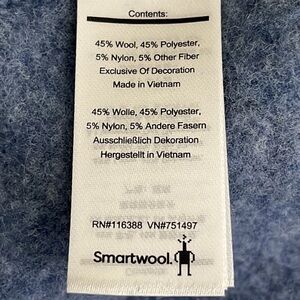 Contents:
45% Wool, 45% Polyester,
5% Nylon, 5% Other Fiber
Exclusive Of Decoration
Made in Vietnam
45% Wolle, 45% Polyester,
5% Nylon, 5% Andere Fasern
Ausschließlich Dekoration
Hergestellt in Vietnam
RN#116388 VN#751497
Smartwool.